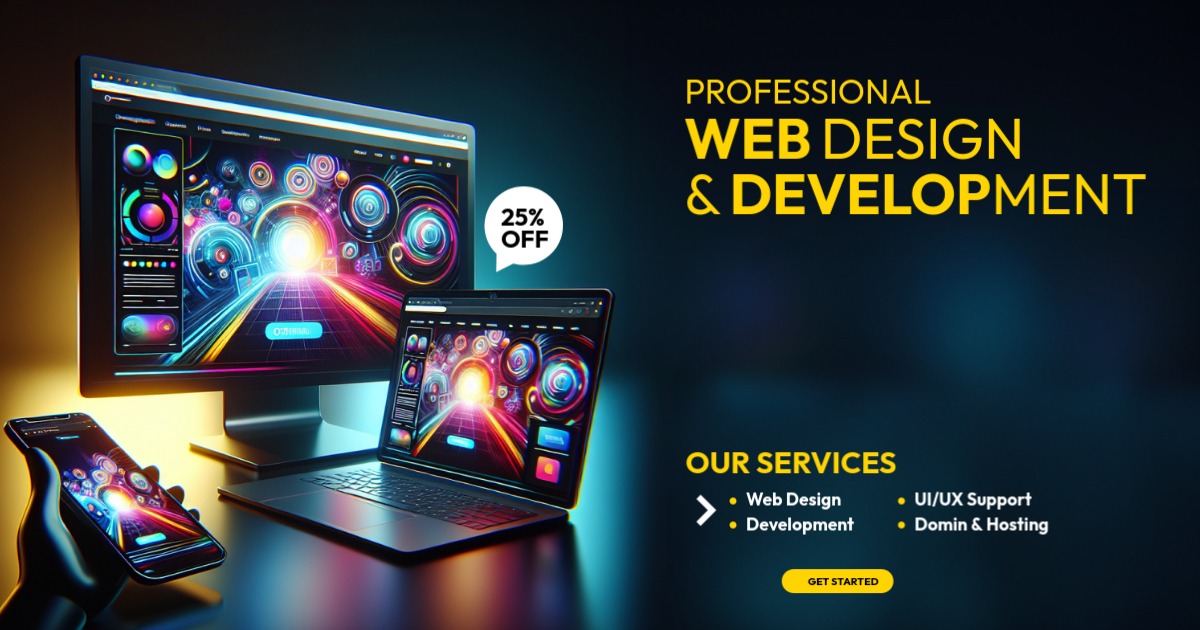 PROFESSIONAL
WEB DESIGN
& DEVELOPMENT
25%
OFF
OUR SERVICES
Web Design
Development
UI/UX Support
Domin & Hosting
GET STARTED